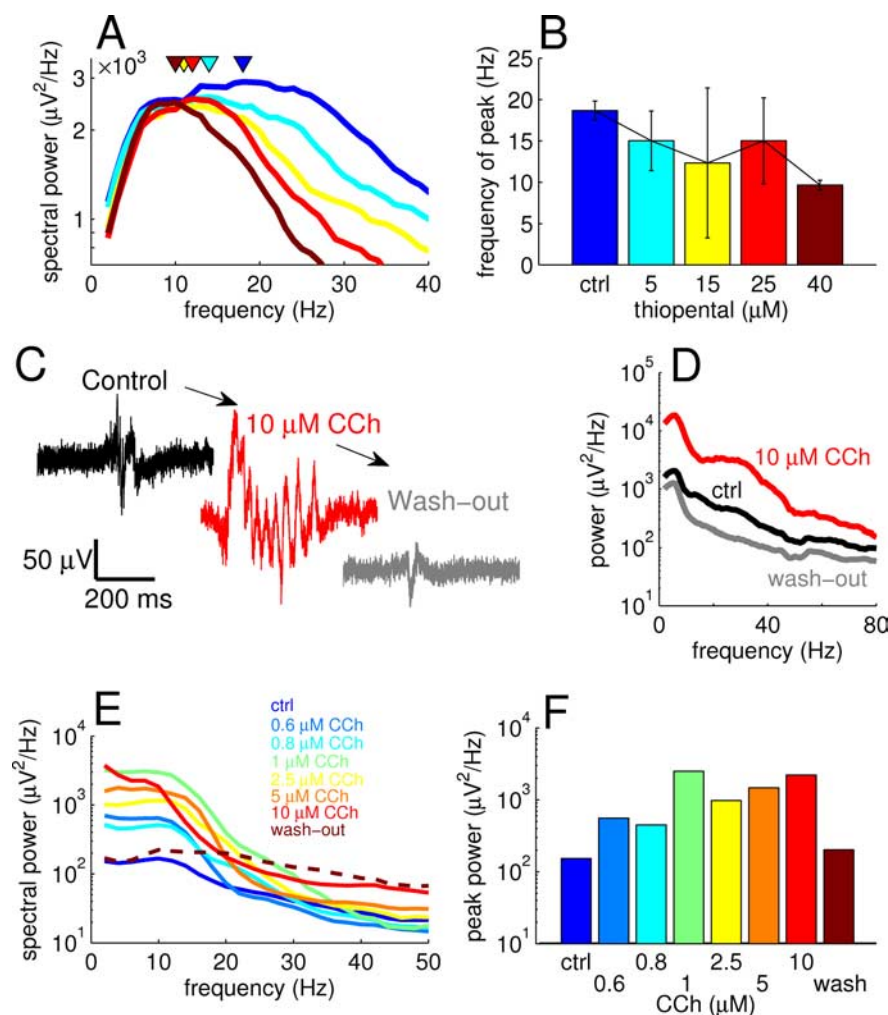 A
×10³
3
2
1
spectral power (μV²/Hz)
0 10 20 30 40
frequency (Hz)
B
25
20
15
10
5
0
frequency of peak (Hz)
ctrl 5 15 25 40
thiopental (μM)
C
Control
10 μM CCh
Wash−out
50 μV
200 ms
D
10⁵
10⁴
10³
10²
10¹
power (μV²/Hz)
10 μM CCh
ctrl
wash−out
0 40 80
frequency (Hz)
E
10⁴
10³
10²
10¹
spectral power (μV²/Hz)
ctrl
0.6 μM CCh
0.8 μM CCh
1 μM CCh
2.5 μM CCh
5 μM CCh
10 μM CCh
wash−out
0 10 20 30 40 50
frequency (Hz)
F
10⁴
10³
10²
10¹
peak power (μV²/Hz)
ctrl 0.8 2.5 10
0.6 1 5 wash
CCh (μM)